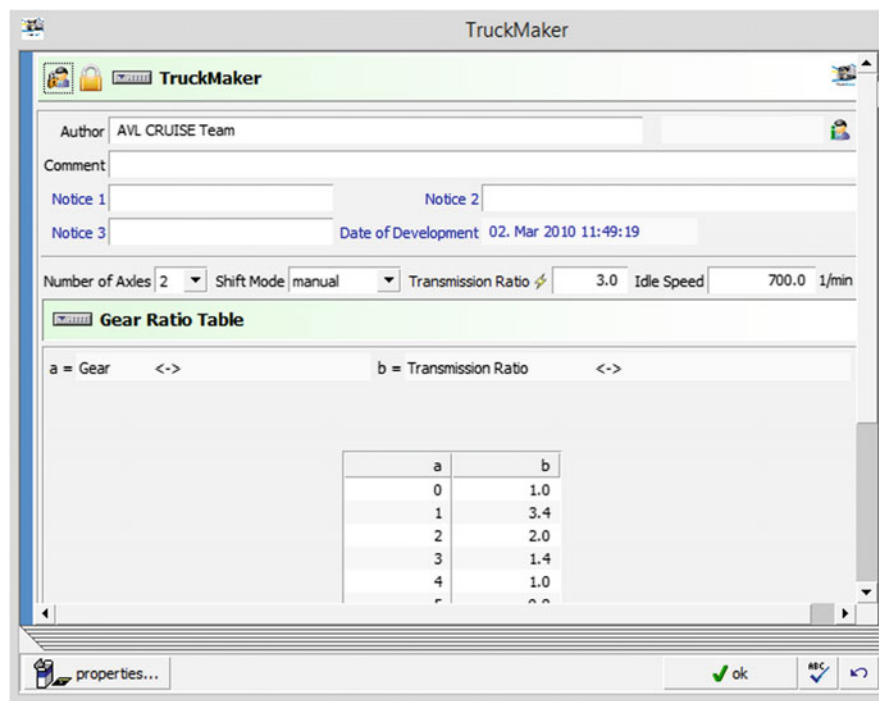 TruckMaker
TruckMaker
Author AVL CRUISE Team
Comment
Notice 1 Notice 2
Notice 3 Date of Development 02. Mar 2010 11:49:19
Number of Axles 2 Shift Mode manual Transmission Ratio 3.0 Idle Speed 700.0 1/min
Gear Ratio Table
a = Gear <-> b = Transmission Ratio <->
a b
0 1.0
1 3.4
2 2.0
3 1.4
4 1.0
properties... ok ABC